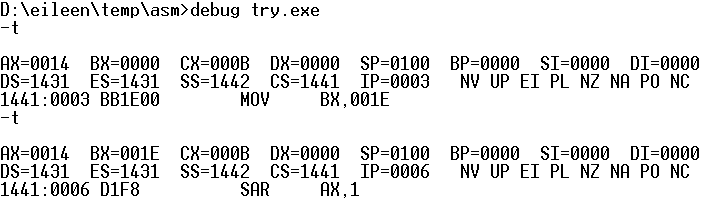 D:\eileen\temp\asm>debug try.exe
-t
AX=0014  BX=0000  CX=000B  DX=0000  SP=0100  BP=0000  SI=0000  DI=0000
DS=1431  ES=1431  SS=1442  CS=1441  IP=0003   NV UP EI PL NZ NA PO NC
1441:0003 BB1E00        MOV     BX,001E
-t
AX=0014  BX=001E  CX=000B  DX=0000  SP=0100  BP=0000  SI=0000  DI=0000
DS=1431  ES=1431  SS=1442  CS=1441  IP=0006   NV UP EI PL NZ NA PO NC
1441:0006 D1F8          SAR     AX,1